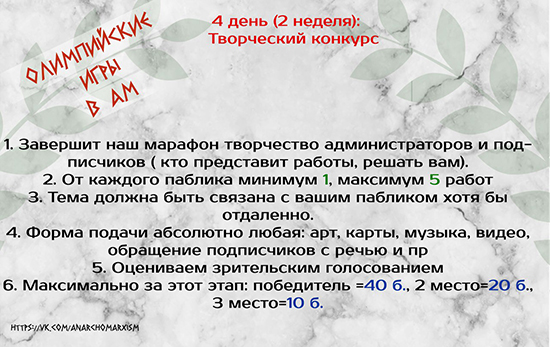 ОЛИМПИЙСКИЕ
ИГРЫ
В АМ
4 день (2 неделя):
Творческий конкурс
1. Завершит наш марафон творчество администраторов и под-
писчиков ( кто представит работы, решать вам).
2. От каждого паблика минимум 1, максимум 5 работ
3. Тема должна быть связана с вашим пабликом хотя бы
отдаленно.
4. Форма подачи абсолютно любая: арт, карты, музыка, видео,
обращение подписчиков с речью и пр
5. Оцениваем зрительским голосованием
6. Максимально за этот этап: победитель =40 б., 2 место=20 б.,
3 место=10 б.
HTTPS://VK.COM/ANARCHOMARXISM